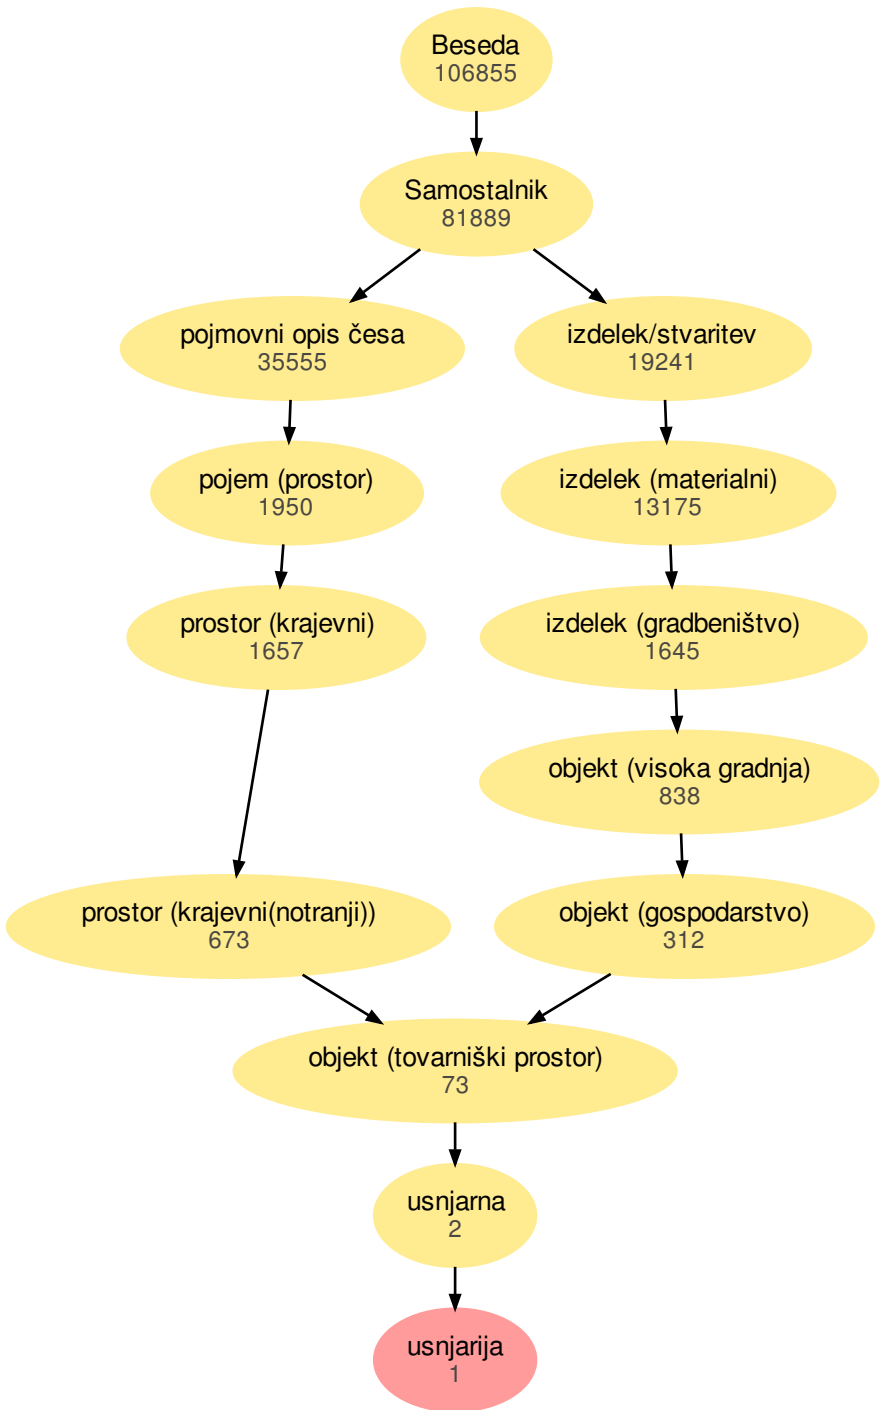 Beseda
106855
Samostalnik
81889
pojmovni opis česa
35555
izdelek/stvaritev
19241
pojem (prostor)
1950
izdelek (materialni)
13175
prostor (krajevni)
1657
izdelek (gradbeništvo)
1645
objekt (visoka gradnja)
838
prostor (krajevni(notranji))
673
objekt (gospodarstvo)
312
objekt (tovarniški prostor)
73
usnjarna
2
usnjarija
1